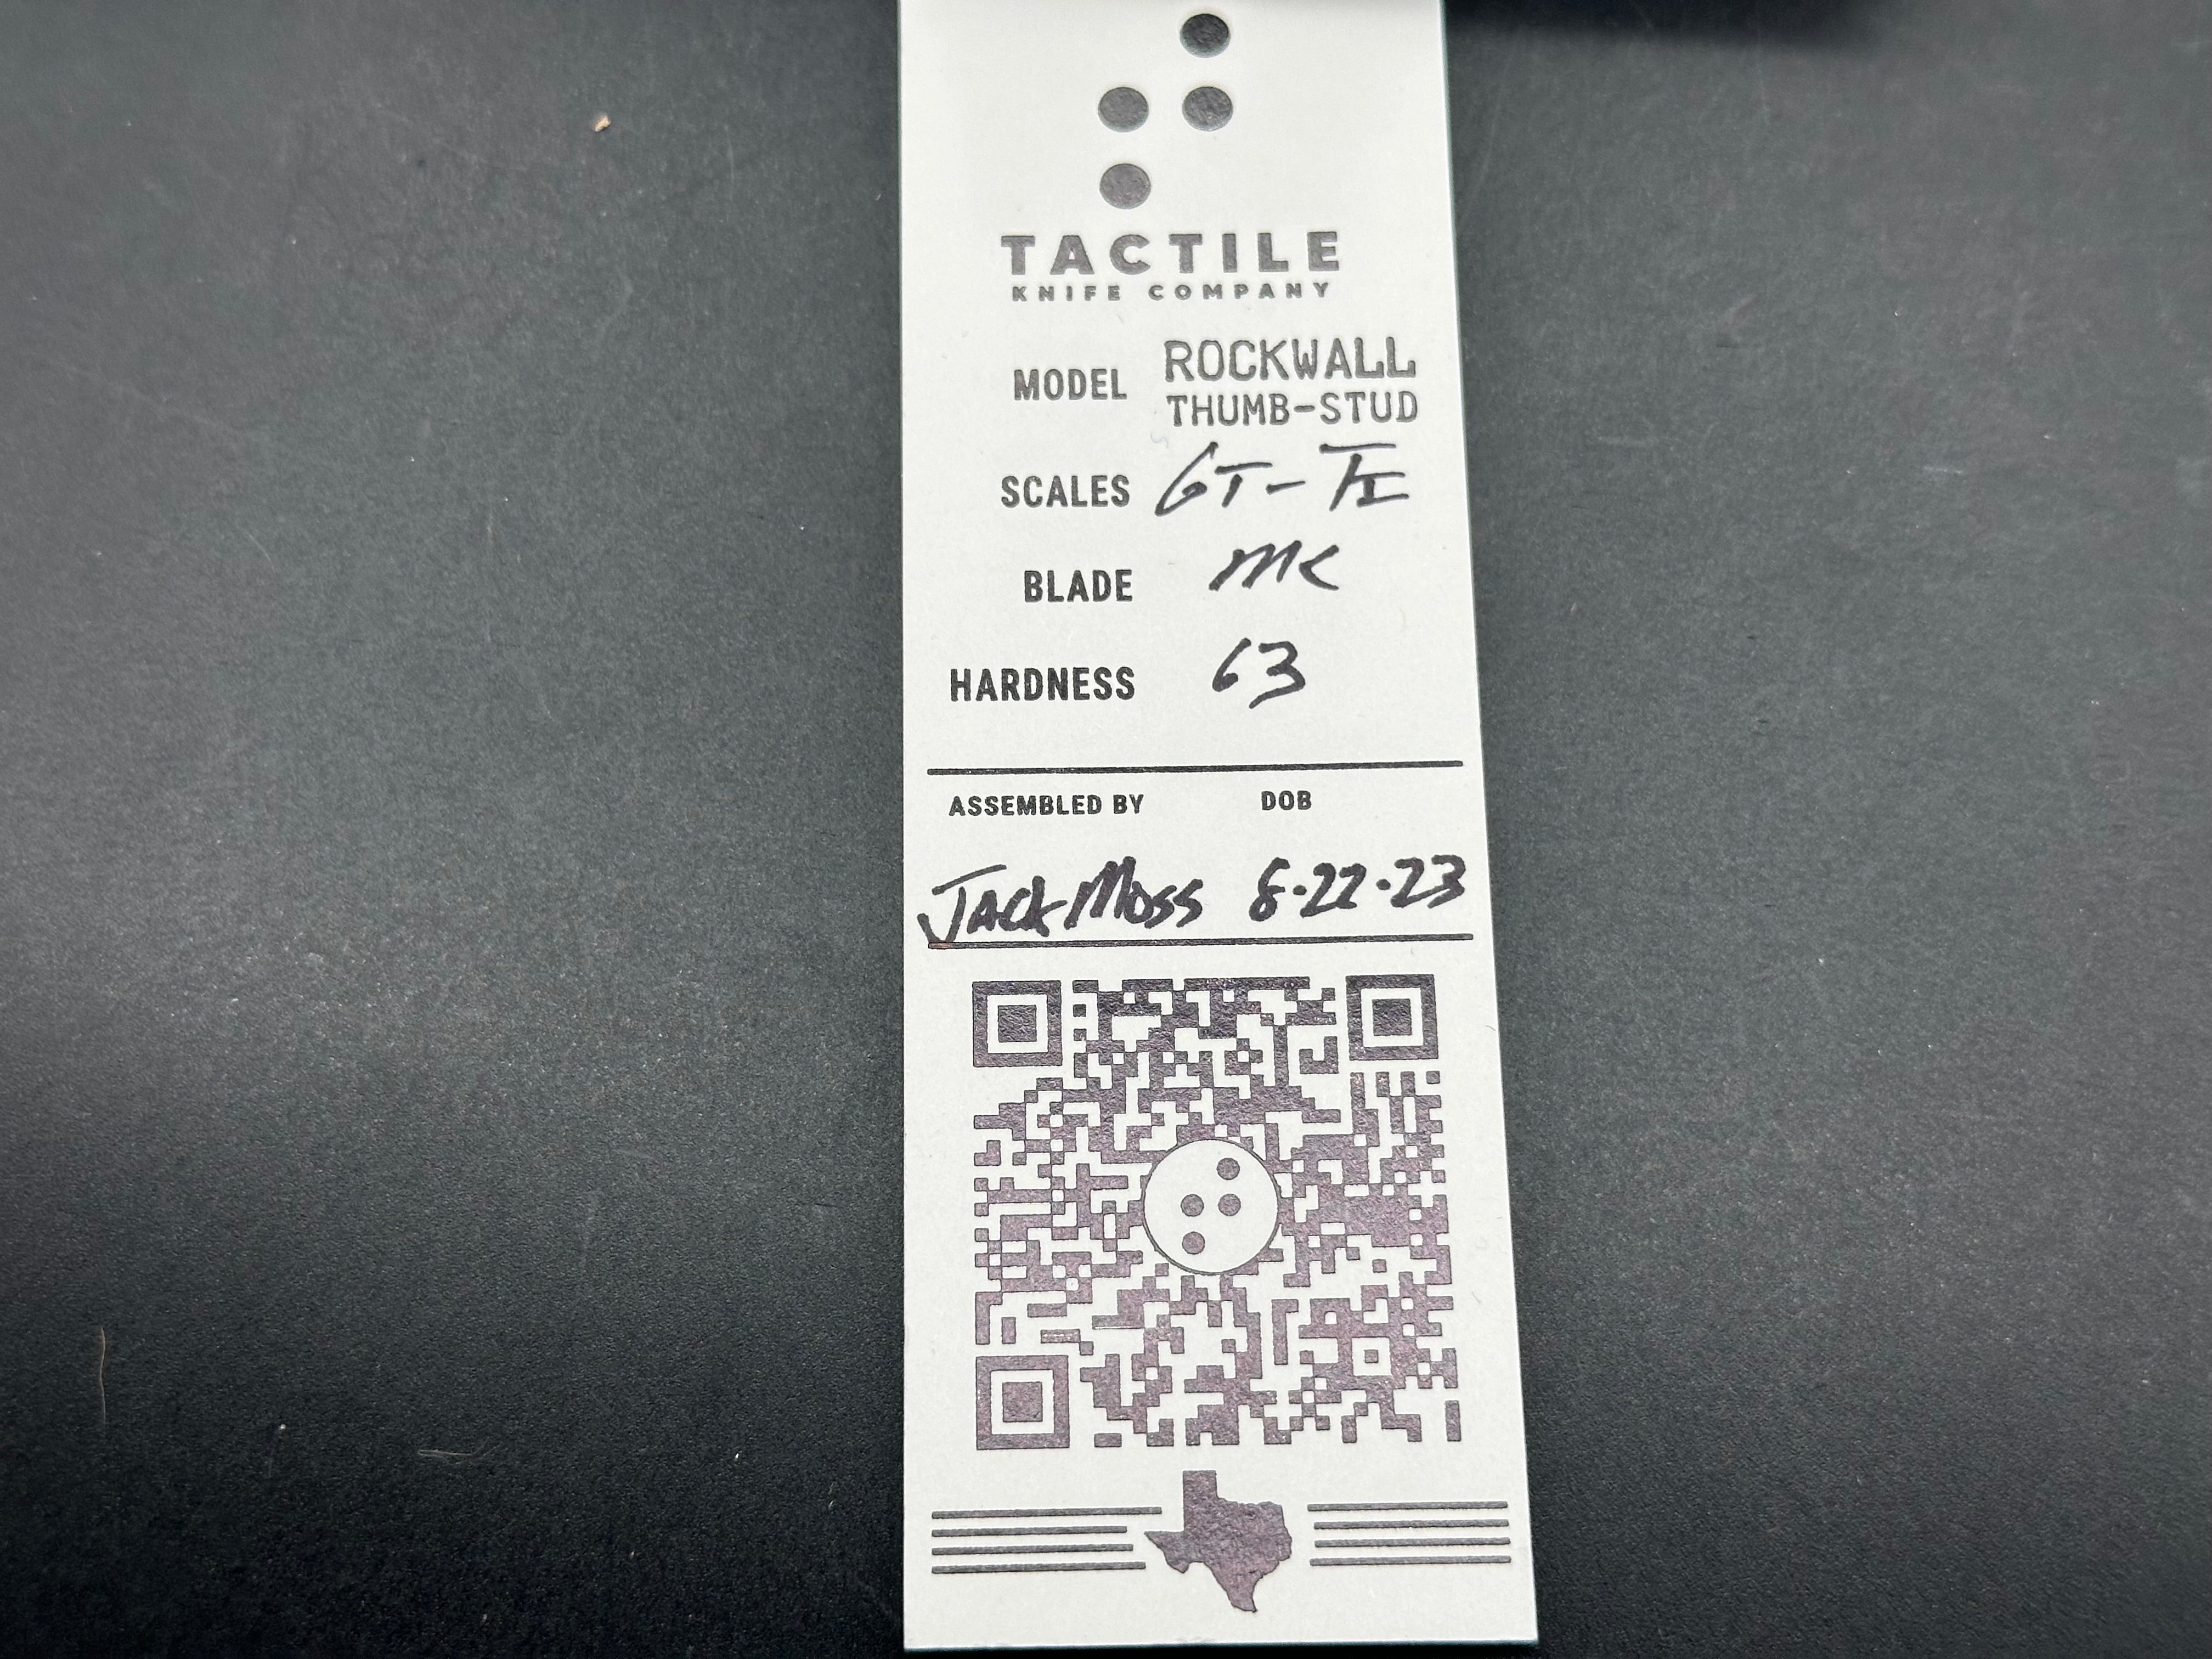 TACTILE
KNIFE COMPANY
MODEL ROCKWALL
THUMB-STUD
SCALES GT-TI
BLADE MC
HARDNESS 63
ASSEMBLED BY DOB
JACK MOSS 8-22-23